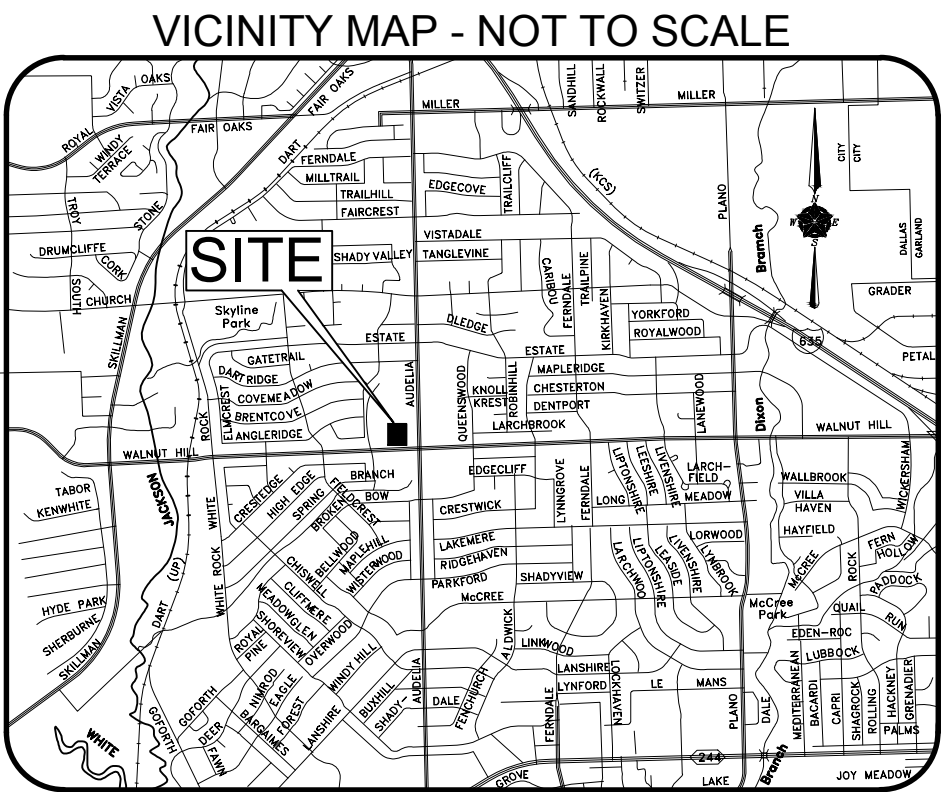 VICINITY MAP - NOT TO SCALE
OAKS
VISTA
ROYAL
FAIR OAKS
FAIR OAKS
WINDY
TERRACE
DART
MILLER
MILLER
SANDHILL
ROCKWALL
SWITZER
FERNDALE
MILLTRAIL
TRAILHILL
FAIRCREST
EDGECOVE
TRAILCLIFF
(KCS)
PLANO
CITY
CITY
DALLAS
GARLAND
N
W
E
S
Branch
TROY
STONE
DRUMCLIFFE
CORK
SOUTH
CHURCH
SKILLMAN
SITE
SHADY VALLEY
VISTADALE
TANGLEVINE
CARIBOU
FERNDALE
TRAILPINE
KIRKHAVEN
GRADER
Skyline
Park
DLEDGE
YORKFORD
ROYALWOOD
635
PETAL
ESTATE
ESTATE
GATETRAIL
DARTRIDGE
COVEMEADOW
BRENTCOVE
LANGLERIDGE
ELMCREST
ROCK
AUDELIA
QUEENSWOOD
KNOLL
KREST
ROBINHILL
MAPLERIDGE
CHESTERTON
DENTPORT
LARCHBROOK
LANEWOOD
Dixon
WALNUT HILL
WALNUT HILL
TABOR
KENWHITE
JACKSON
WHITE
CRESTEDGE
HIGH EDGE
SPRING
BROKEN
FIELDCREST
BRANCH
BOW
EDGECLIFF
CRESTWICK
LYNNGROVE
FERNDALE
LIPTONSHIRE
LEESHIRE
LIVENSHIRE
LARCH-
FIELD
LONG
MEADOW
WALLBROOK
VILLA
HAVEN
HAYFIELD
WICKERSHAM
(UP)
WHITE ROCK
BELLWOOD
MAPLEHILL
WISTERWOOD
LAKEMERE
RIDGEHAVEN
PARKFORD
SHADYVIEW
McCREE
LARCHWOO
LIPTONSHIRE
LEASIDE
LIVENSHIRE
LORWOOD
LYNBROOK
McCREE
ROCK
FERN
HOLLOW
PADDOCK
HYDE PARK
SHERBURNE
SKILLMAN
DART
CHISWELL
CLIFFMERE
MEADOWGLEN
SHOREVIEW
OVERWOOD
ROYAL
PINE
McCree
Park
QUAIL
RUN
EDEN-ROC
LUBBOCK
ALDWICK
LINKWOOD
LANSHIRE
LYNFORD
LOCKHAVEN
LE
MANS
WINDY HILL
NIMROD
EAGLE
FOREST
BARGAIMES
GOFORTH
GOFORTH
DEER
FAWN
LANSHIRE
BUXHILL
SHADY-
AUDELIA
DALE
FENCHURCH
FERNDALE
PLANO
DALE
MEDITERRANEAN
BACARDI
CAPRI
SHAGROCK
ROLLING
HACKNEY
GRENADIER
PALMS
WHITE
244
GROVE
LAKE
Branch
JOY MEADOW